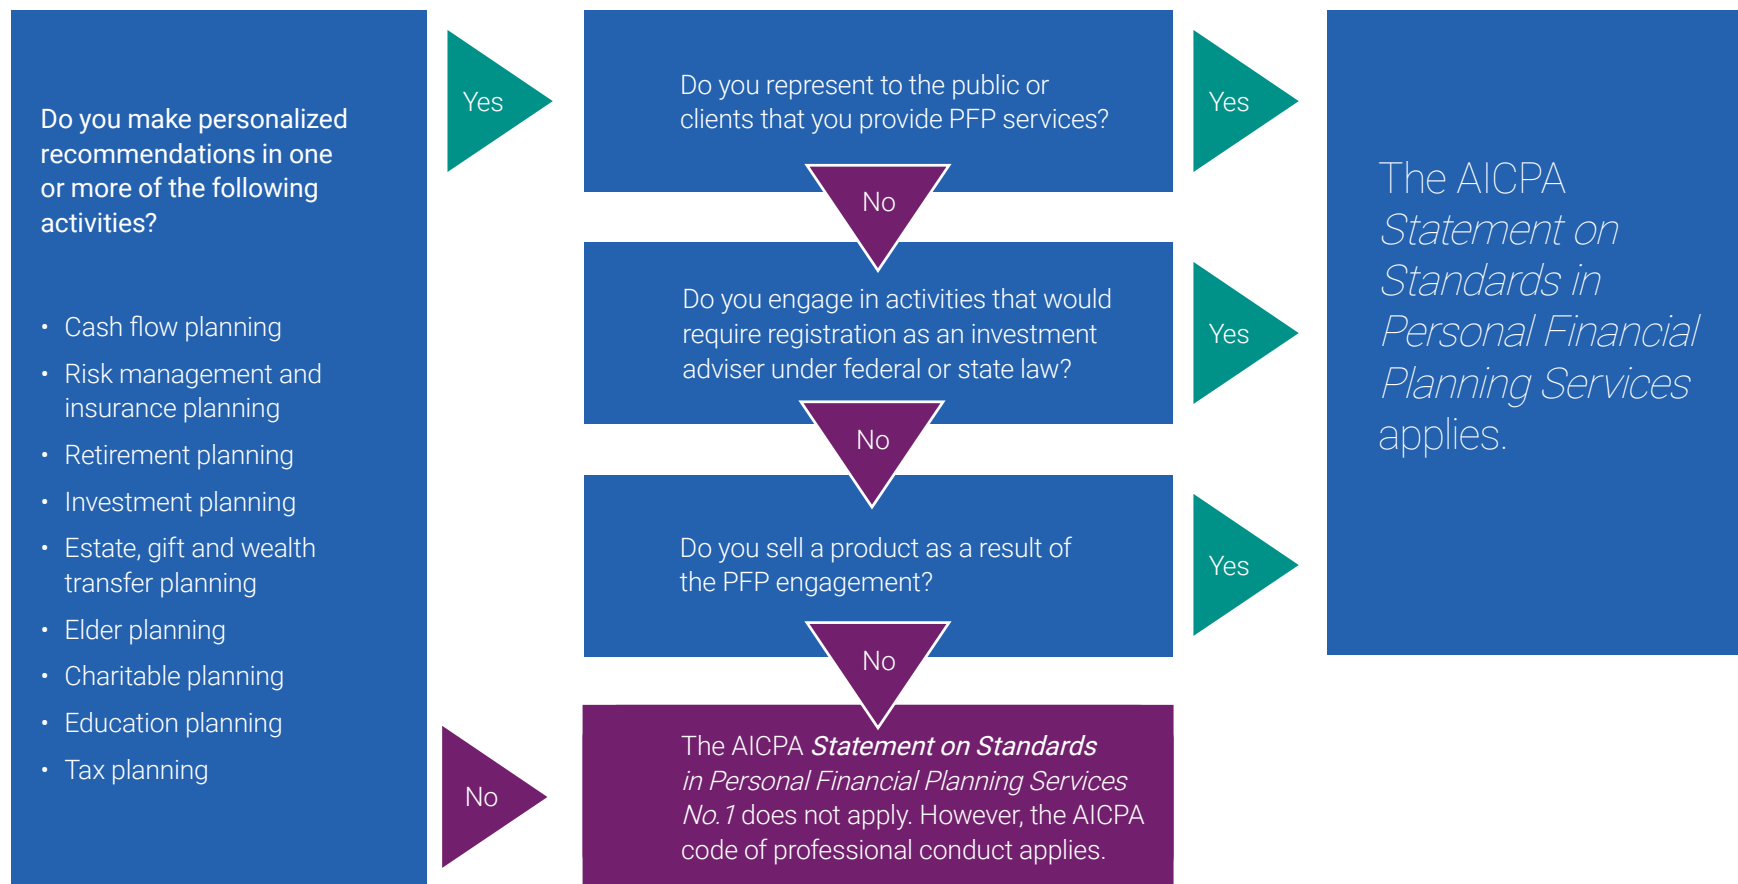 Do you make personalized
recommendations in one
or more of the following
activities?
• Cash flow planning
• Risk management and
insurance planning
• Retirement planning
• Investment planning
• Estate, gift and wealth
transfer planning
• Elder planning
• Charitable planning
• Education planning
• Tax planning
Yes
No
Do you represent to the public or
clients that you provide PFP services?
Yes
No
Do you engage in activities that would
require registration as an investment
adviser under federal or state law?
Yes
No
Do you sell a product as a result of
the PFP engagement?
Yes
No
The AICPA Statement on Standards
in Personal Financial Planning Services
No.1 does not apply. However, the AICPA
code of professional conduct applies.
The AICPA
Statement on
Standards in
Personal Financial
Planning Services
applies.